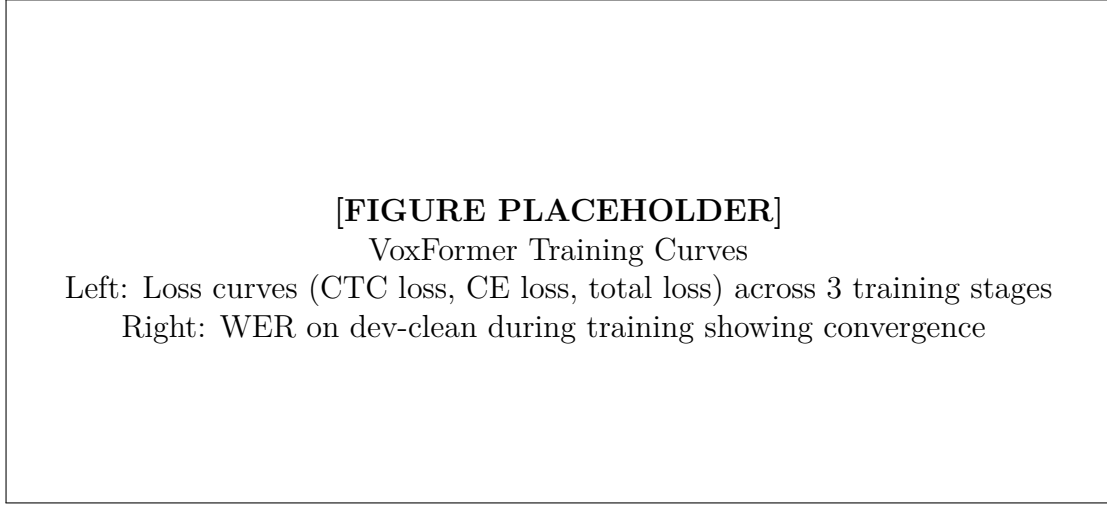 [FIGURE PLACEHOLDER]
VoxFormer Training Curves
Left: Loss curves (CTC loss, CE loss, total loss) across 3 training stages
Right: WER on dev-clean during training showing convergence